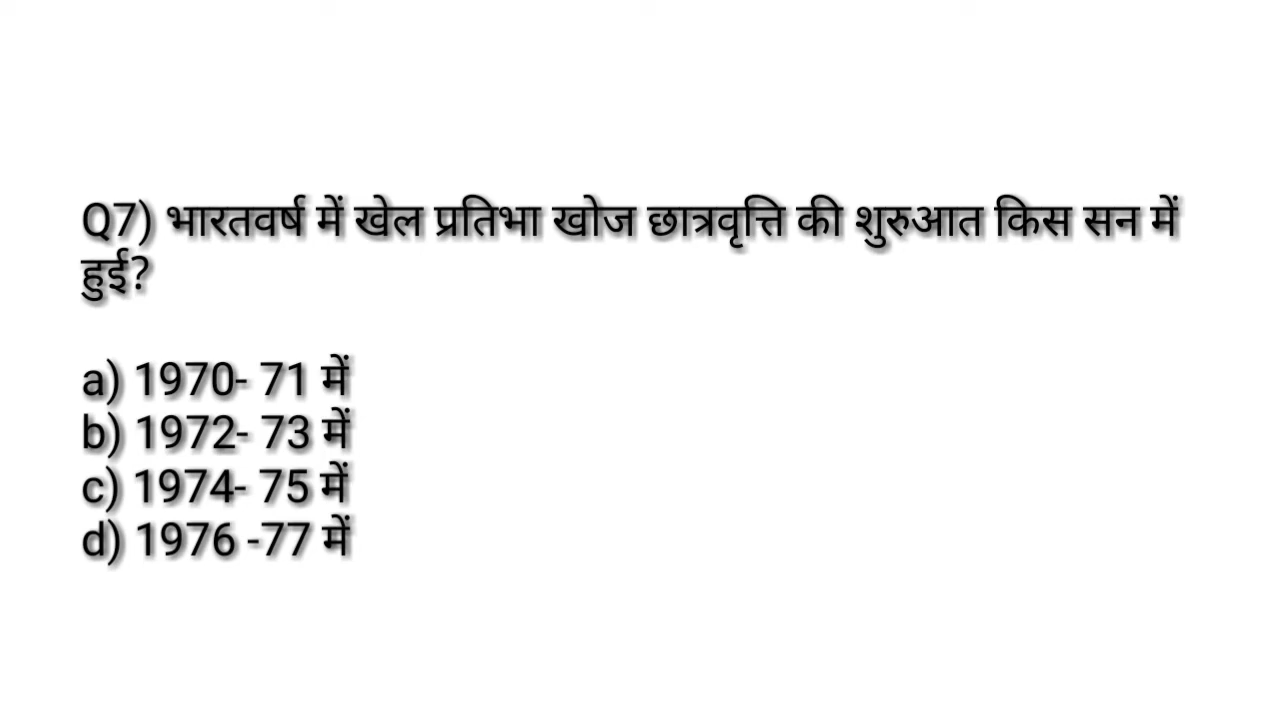 Q7) भारतवर्ष में खेल प्रतिभा खोज छात्रवृत्ति की शुरुआत किस सन में
हुई?
a) 1970- 71 में
b) 1972- 73 में
c) 1974- 75 में
d) 1976 -77 में